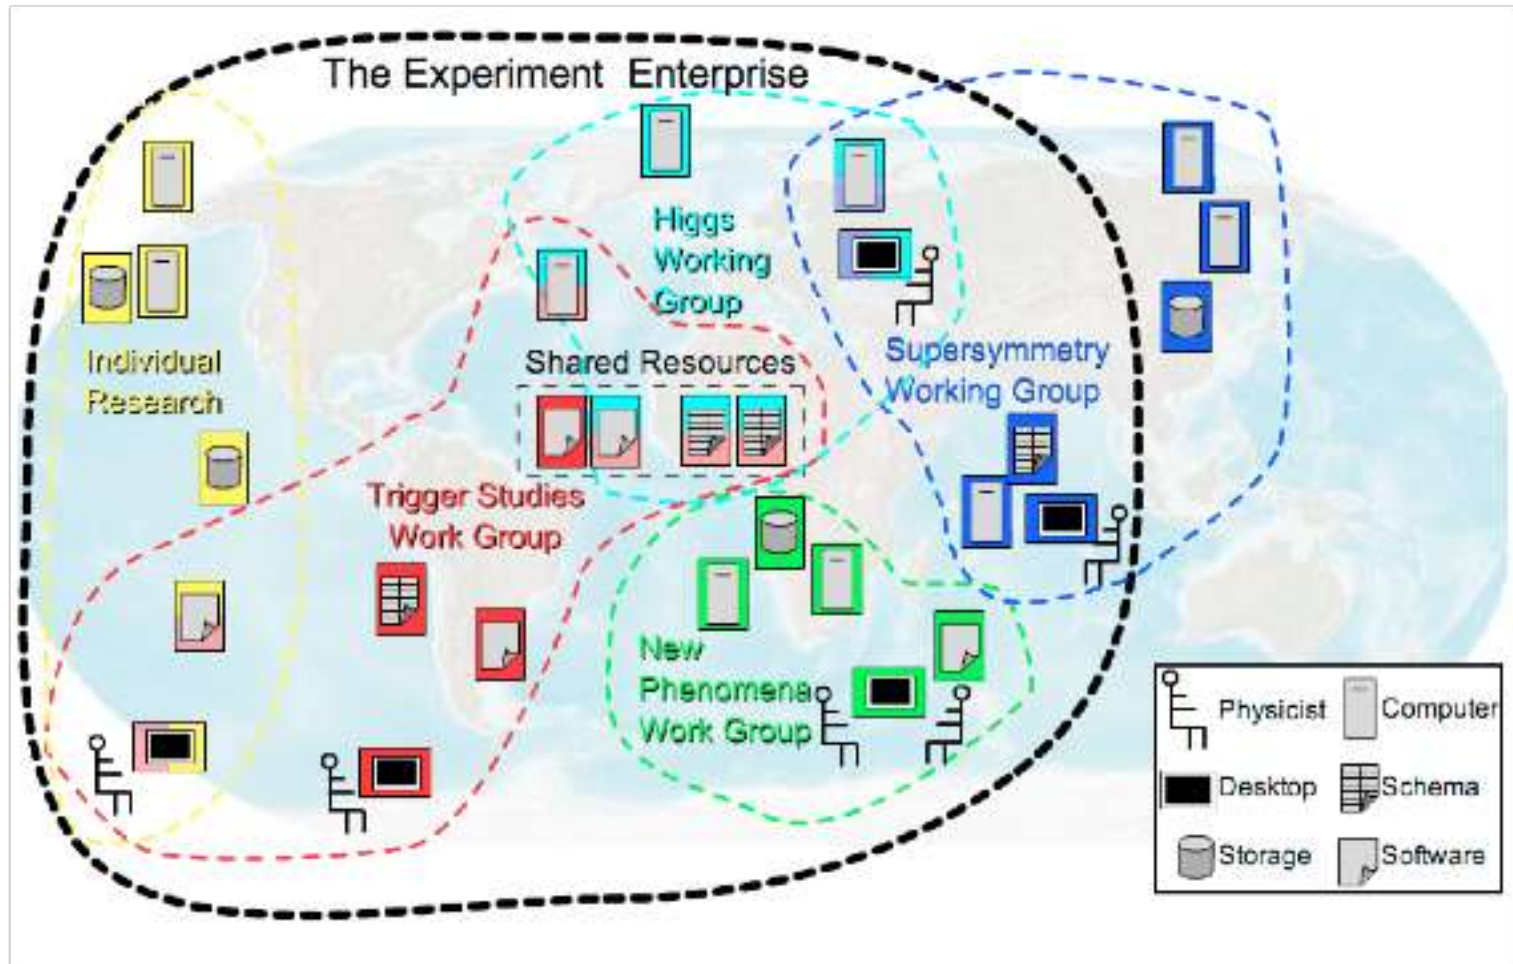 The Experiment Enterprise
Higgs
Working
Group
Individual
Research
Shared Resources
Supersymmetry
Working Group
Trigger Studies
Work Group
New
Phenomena
Work Group
Physicist
Computer
Desktop
Schema
Storage
Software